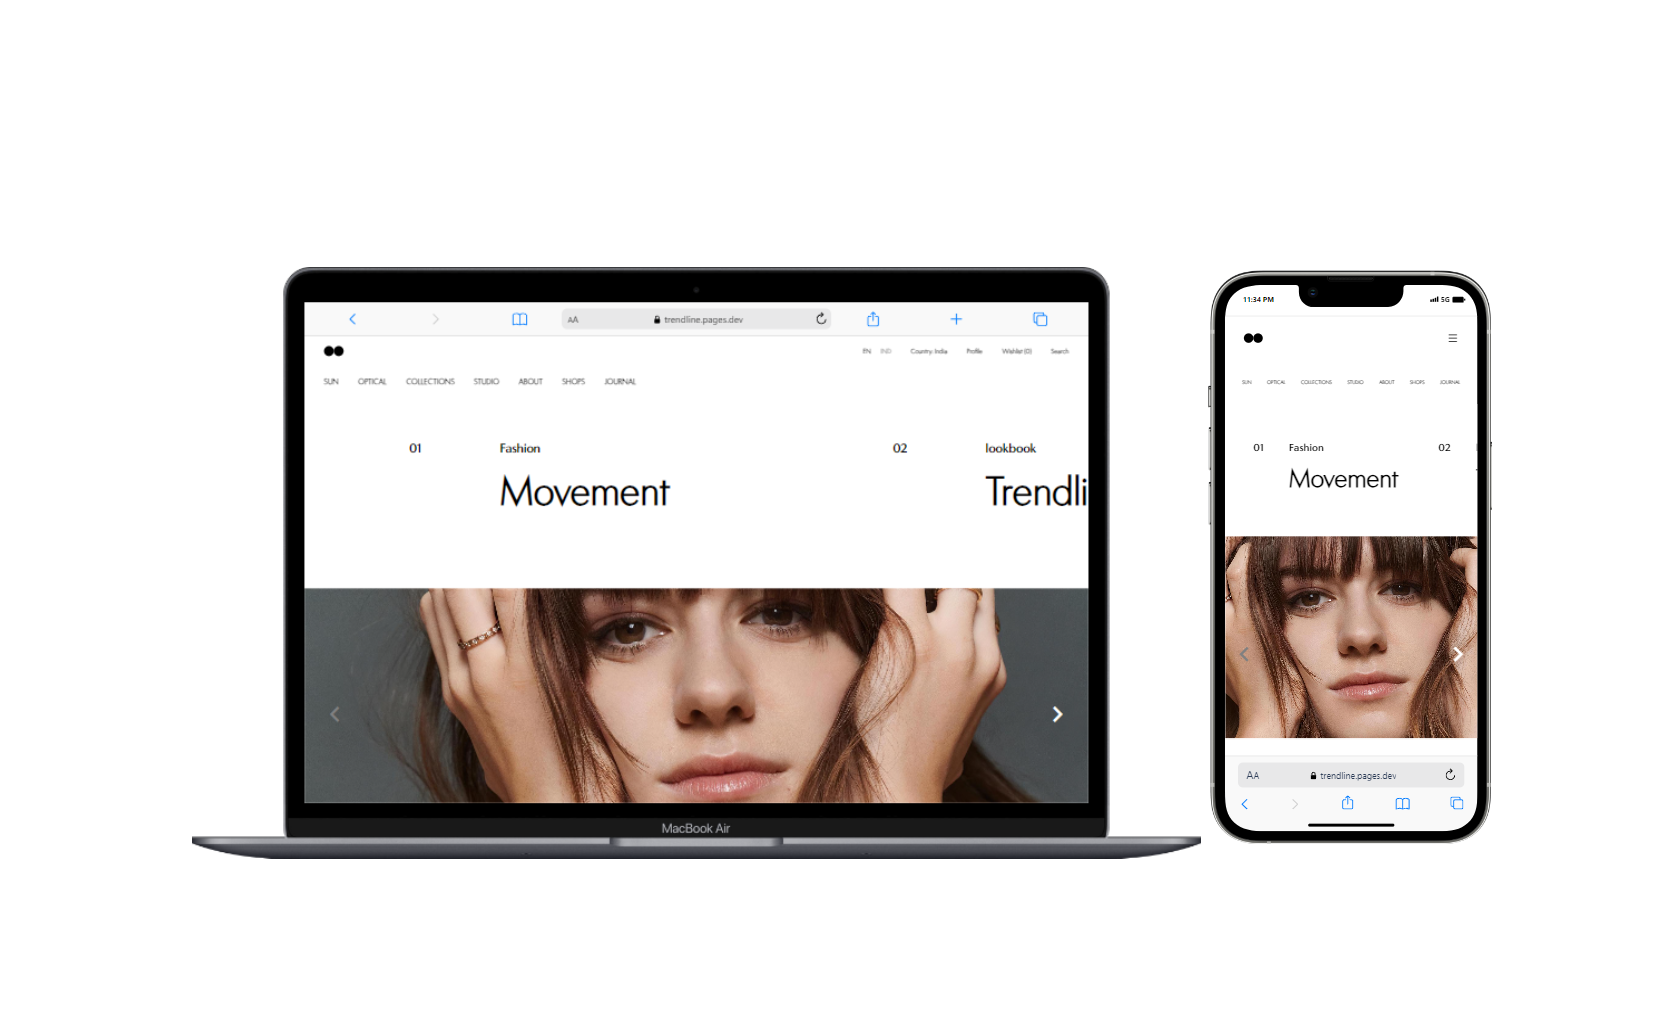 AA trendline.pages.dev
EN IND Country: India Profile Wishlist (0) Search
SUN OPTICAL COLLECTIONS STUDIO ABOUT SHOPS JOURNAL
01 Fashion 02 lookbook
Movement Trendli
MacBook Air
11:34 PM 5G
SUN OPTICAL COLLECTIONS STUDIO ABOUT SHOPS JOURNAL
01 Fashion 02
Movement
AA trendline.pages.dev